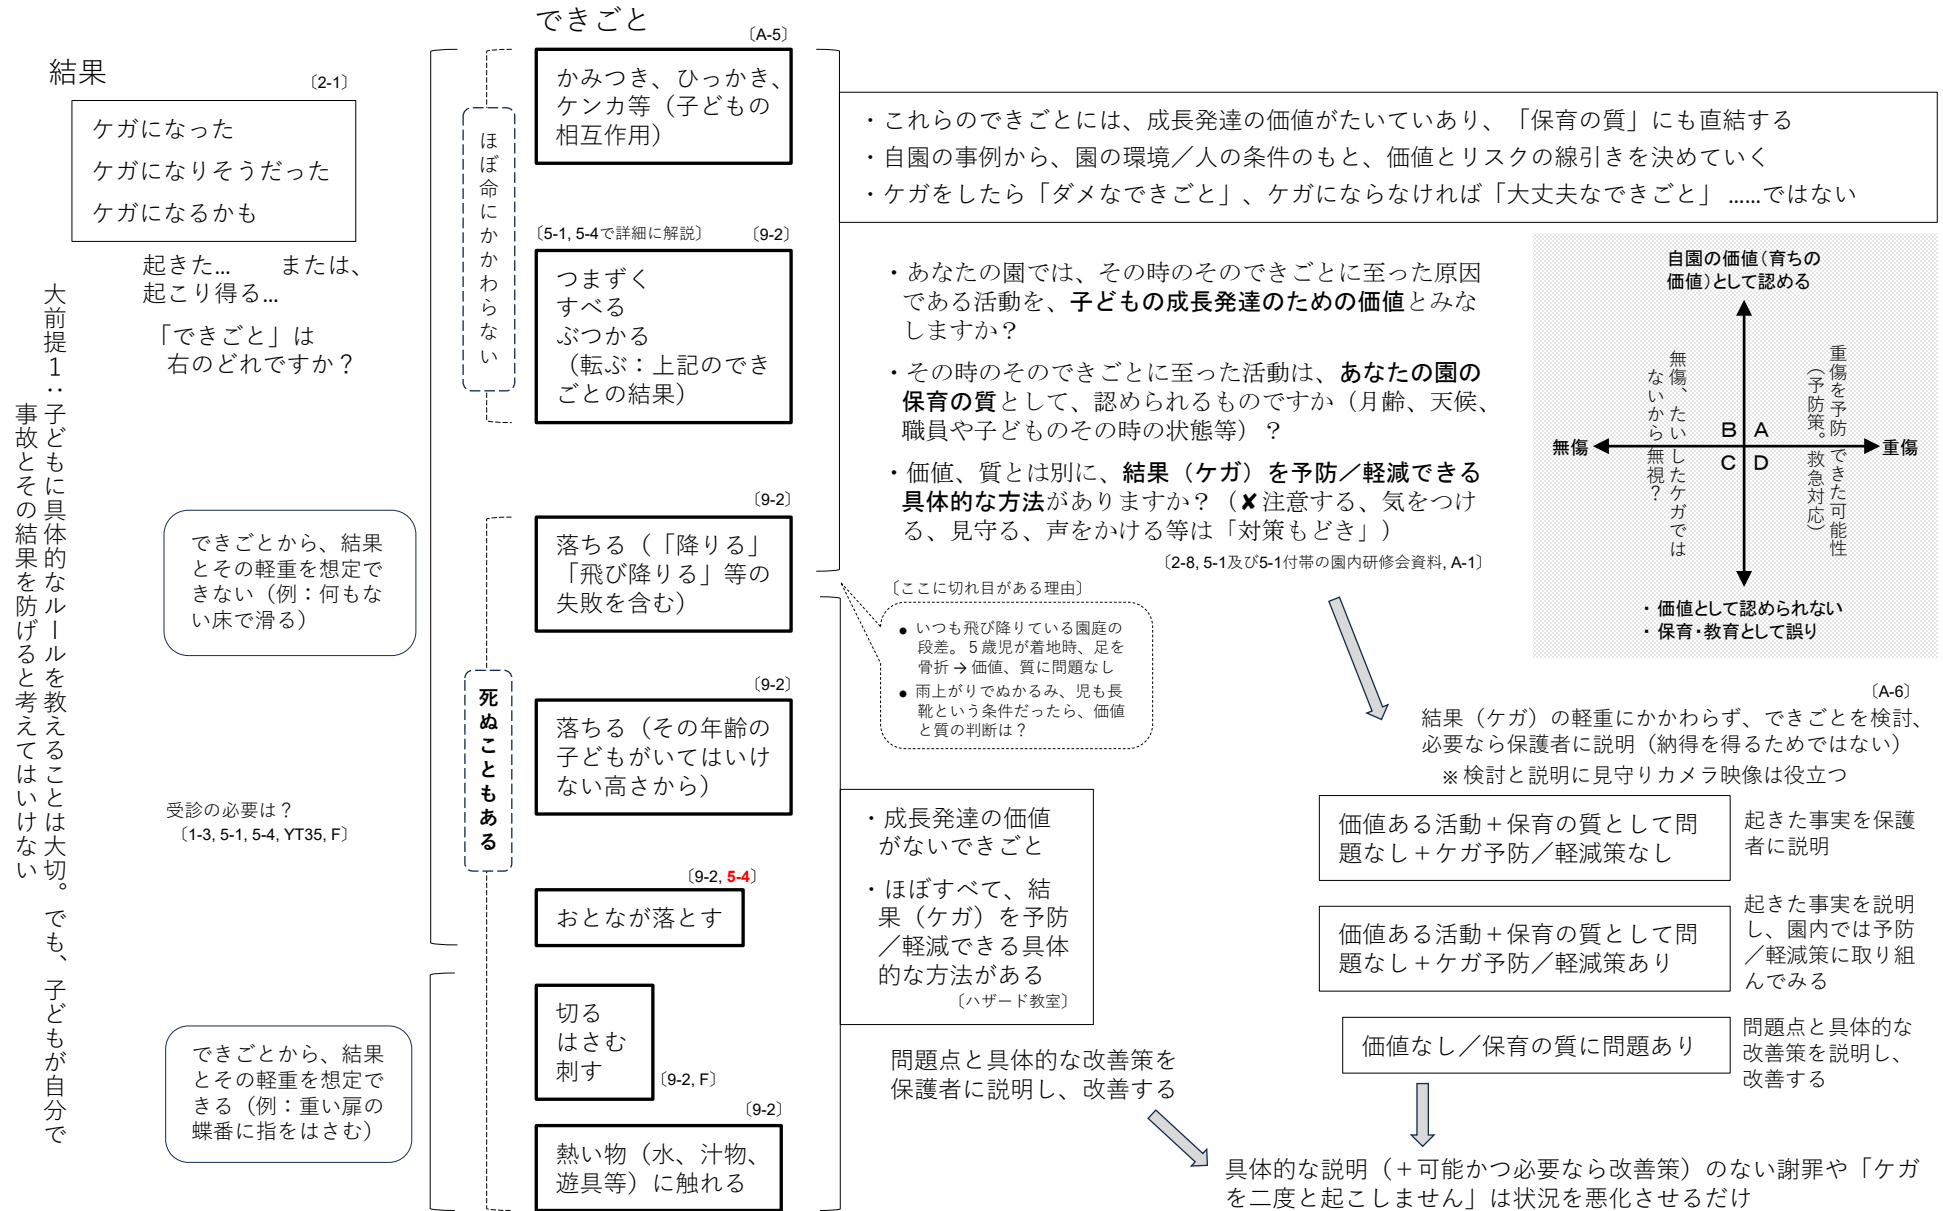 結果
〔2-1〕
ケガになった
ケガになりそうだった
ケガになるかも
起きた... または、
起こり得る...
「できごと」は
右のどれですか？
大前提１：子どもに具体的なルールを教えることは大切。でも、子どもが自分で
事故とその結果を防げると考えてはいけない
できごとから、結果
とその軽重を想定で
きない（例：何もな
い床で滑る）
受診の必要は？
〔1-3, 5-1, 5-4, YT35, F〕
できごとから、結果
とその軽重を想定で
きる（例：重い扉の
蝶番に指をはさむ）
できごと
〔A-5〕
ほぼ命にかかわらない
かみつき、ひっかき、
ケンカ等（子どもの
相互作用）
〔5-1, 5-4で詳細に解説〕
〔9-2〕
つまずく
すべる
ぶつかる
（転ぶ：上記のでき
ごとの結果）
死ぬこともある
〔9-2〕
落ちる（「降りる」
「飛び降りる」等の
失敗を含む）
〔9-2〕
落ちる（その年齢の
子どもがいてはいけ
ない高さから）
〔9-2, 5-4〕
おとなが落とす
切る
はさむ
刺す
〔9-2, F〕
〔9-2〕
熱い物（水、汁物、
遊具等）に触れる
・これらのできごとには、成長発達の価値がたいていあり、「保育の質」にも直結する
・自園の事例から、園の環境／人の条件のもと、価値とリスクの線引きを決めていく
・ケガをしたら「ダメなできごと」、ケガにならなければ「大丈夫なできごと」 ……ではない
・あなたの園では、その時のそのできごとに至った原因
である活動を、子どもの成長発達のための価値とみな
しますか？
・その時のそのできごとに至った活動は、あなたの園の
保育の質として、認められるものですか（月齢、天候、
職員や子どものその時の状態等）？
・価値、質とは別に、結果（ケガ）を予防／軽減できる
具体的な方法がありますか？（✘注意する、気をつけ
る、見守る、声をかける等は「対策もどき」）
〔2-8, 5-1及び5-1付帯の園内研修会資料, A-1〕
〔ここに切れ目がある理由〕
● いつも飛び降りている園庭の
段差。５歳児が着地時、足を
骨折 → 価値、質に問題なし
● 雨上がりでぬかるみ、児も長
靴という条件だったら、価値
と質の判断は？
・成長発達の価値
がないできごと
・ほぼすべて、結
果（ケガ）を予防
／軽減できる具体
的な方法がある
〔ハザード教室〕
問題点と具体的な改善策を
保護者に説明し、改善する
自園の価値（育ちの
価値）として認める
無傷、たいしたケガでは
ないから無視？
重傷を予防できた可能性
（予防策。救急対応）
無傷
B A
C D
重傷
・価値として認められない
・保育・教育として誤り
〔A-6〕
結果（ケガ）の軽重にかかわらず、できごとを検討、
必要なら保護者に説明（納得を得るためではない）
※ 検討と説明に見守りカメラ映像は役立つ
価値ある活動＋保育の質として問
題なし＋ケガ予防／軽減策なし
起きた事実を保護
者に説明
価値ある活動＋保育の質として問
題なし＋ケガ予防／軽減策あり
起きた事実を説明
し、園内では予防
／軽減策に取り組
んでみる
価値なし／保育の質に問題あり
問題点と具体的な
改善策を説明し、
改善する
具体的な説明（＋可能かつ必要なら改善策）のない謝罪や「ケガ
を二度と起こしません」は状況を悪化させるだけ